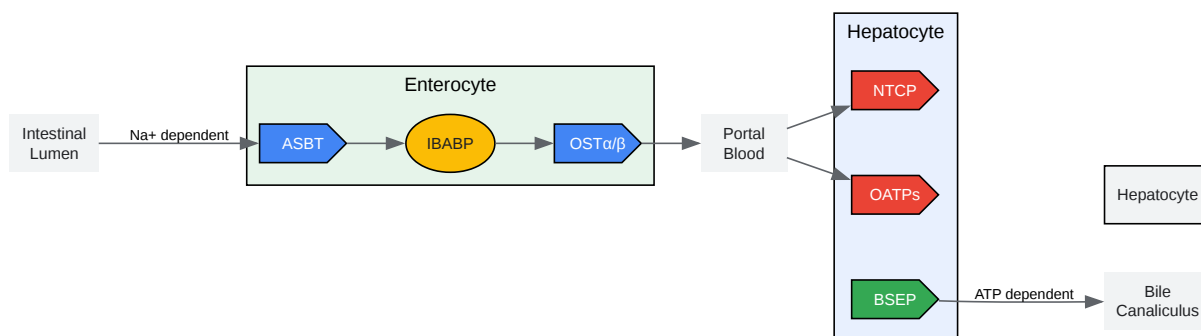 Hepatocyte
Enterocyte
NTCP
Intestinal
Lumen
Na+ dependent
ASBT
IBABP
OSTα/β
Portal
Blood
OATPs
Hepatocyte
BSEP
ATP dependent
Bile
Canaliculus